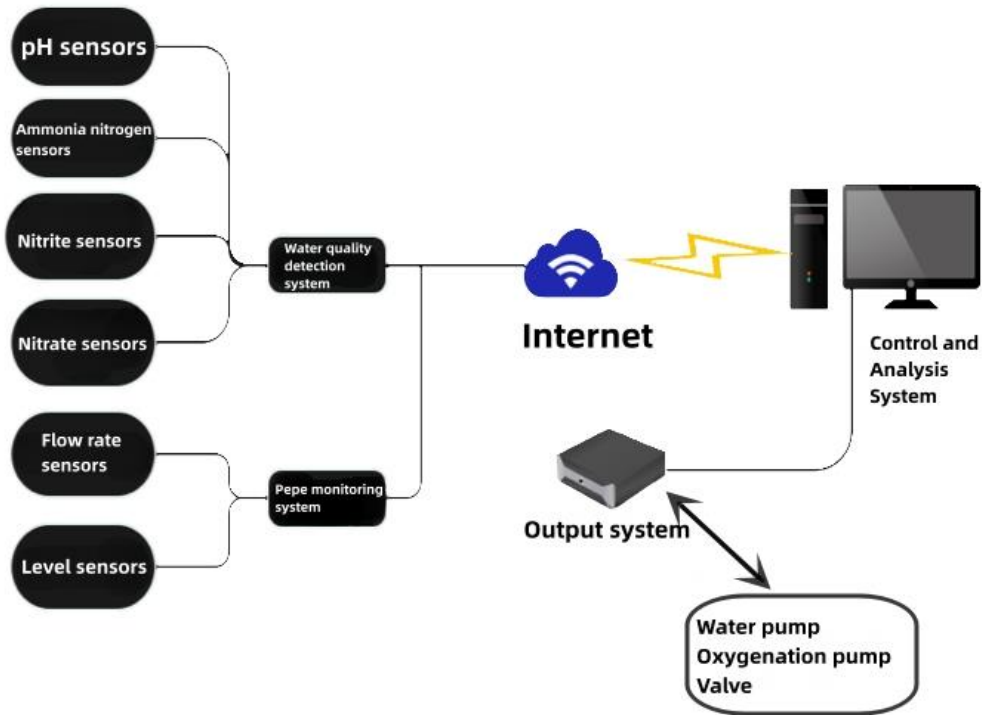 pH sensors
Ammonia nitrogen
sensors
Nitrite sensors
Nitrate sensors
Flow rate
sensors
Level sensors
Water quality
detection
system
Pepe monitoring
system
Internet
Control and
Analysis
System
Output system
Water pump
Oxygenation pump
Valve